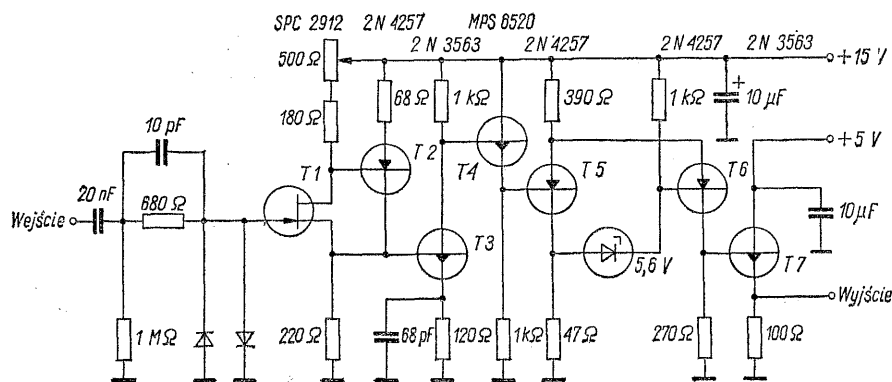 SPC 2912 2N 4257 MPS 6520
2N 3563 2N 4257 2N 4257 2N 3563
500 Ω
+15 V
180 Ω
68 Ω
1 kΩ
390 Ω
1 kΩ
+
10 μF
10 pF
+5 V
T1
T2
T4
T5
T6
20 nF
680 Ω
Wejście
T3
5,6 V
T7
10 μF
Wyjście
1 MΩ
220 Ω
68 pF
120 Ω
1 kΩ
47 Ω
270 Ω
100 Ω